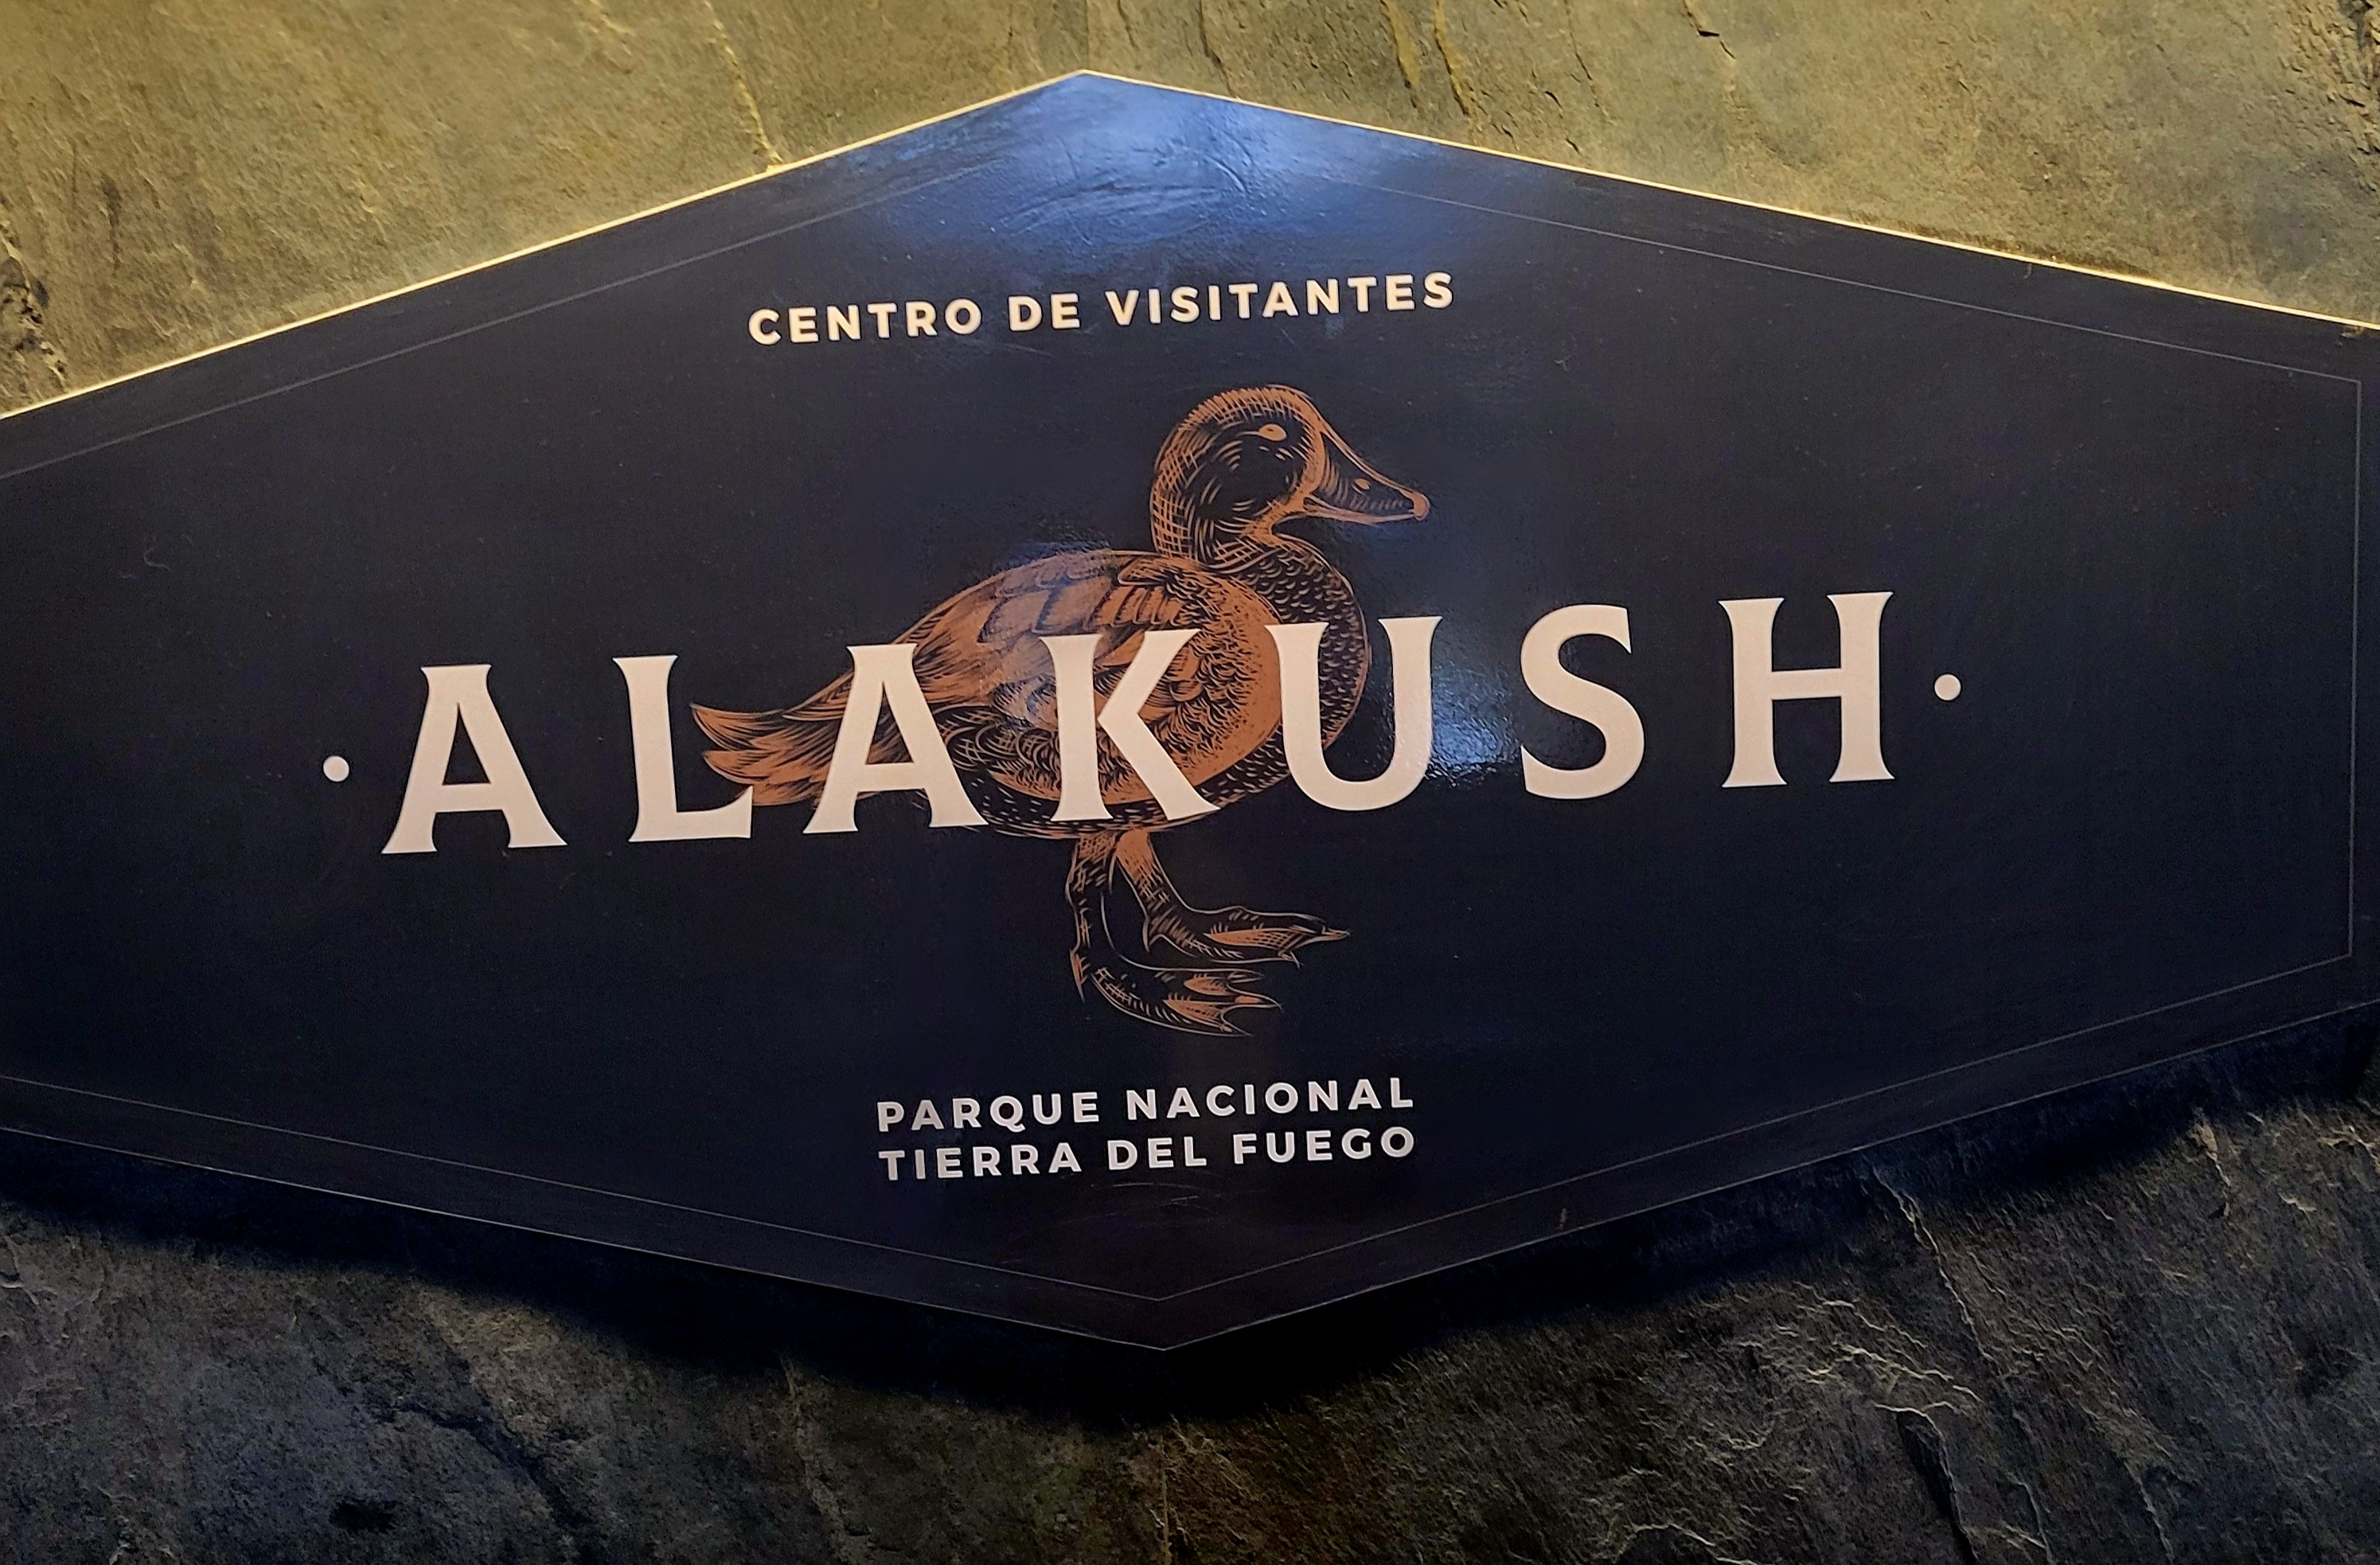 CENTRO DE VISITANTES
· ALAKUSH ·
PARQUE NACIONAL
TIERRA DEL FUEGO